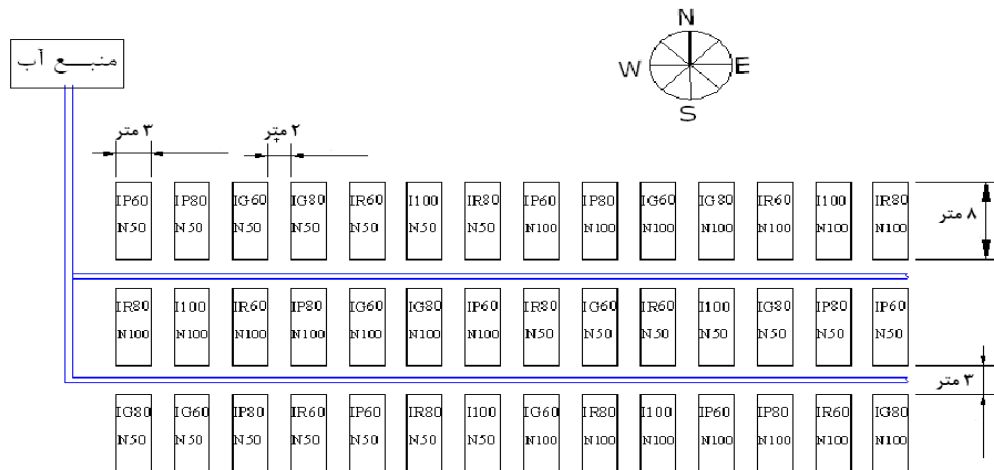 N
منبع آب
W E
S
۳ متر ۲ متر
IP60 IP80 IG60 IG80 IR60 I100 IR80 IP60 IP80 IG60 IG80 IR60 I100 IR80
N50 N50 N50 N50 N50 N50 N50 N100 N100 N100 N100 N100 N100 N100
۸ متر
IR80 I100 IR60 IP80 IG60 IG80 IP60 IR80 IG60 IR60 I100 IG80 IP80 IP60
N100 N100 N100 N100 N100 N100 N100 N50 N50 N50 N50 N50 N50 N50
۳ متر
IG80 IG60 IP80 IR60 IP60 IR80 I100 IG60 IR80 I100 IP60 IP80 IR60 IG80
N50 N50 N50 N50 N50 N50 N50 N100 N100 N100 N100 N100 N100 N100